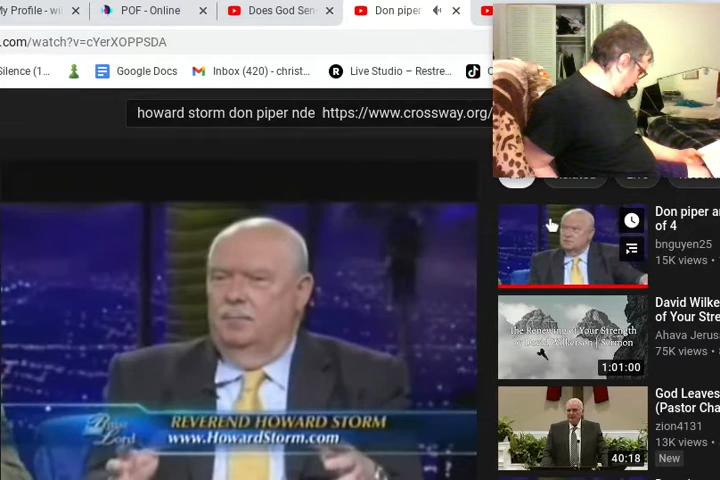 My Profile - wi
POF - Online
Does God Sen
Don piper
.com/watch?v=cYerXOPPSDA
Silence (1...
Google Docs
Inbox (420) - christ...
Live Studio – Restre...
howard storm don piper nde https://www.crossway.org/
Don piper a
of 4
bnguyen25
15K views •
David Wilke
of Your Stre
Ahava Jerus
75K views •
The Renewing of Your Strength
1:01:00
God Leaves
(Pastor Cha
zion4131
13K views •
New
40:18
Praise
Lord
REVEREND HOWARD STORM
www.HowardStorm.com